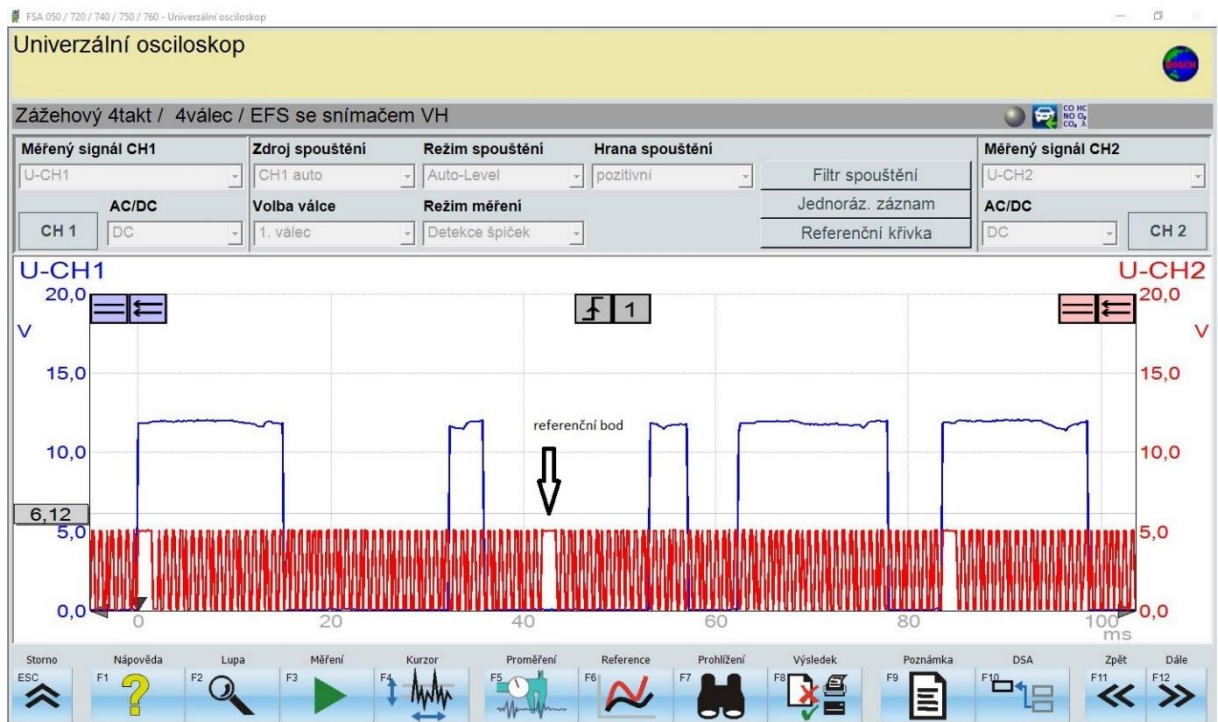 FSA 050 / 720 / 740 / 750 / 760 - Univerzální osciloskop
Univerzální osciloskop
BOSCH
Zážehový 4takt / 4válec / EFS se snímačem VH
CO HC
NO O₂
CO₂ λ
Měřený signál CH1 Zdroj spouštění Režim spouštění Hrana spouštění Měřený signál CH2
U-CH1 CH1 auto Auto-Level pozitivní Filtr spouštění U-CH2
AC/DC Volba válce Režim měření Jednoráz. záznam AC/DC
CH 1 DC 1. válec Detekce špiček Referenční křivka DC CH 2
U-CH1 U-CH2
20,0 1 20,0
V V
15,0 15,0
referenční bod
10,0 10,0
6,12
5,0 5,0
0,0 0,0
0 20 40 60 80 100
ms
Storno Nápověda Lupa Měření Kurzor Proměření Reference Prohlížení Výsledek Poznámka DSA Zpět Dále
ESC F1 F2 F3 F4 F5 F6 F7 F8 F9 F10 F11 F12